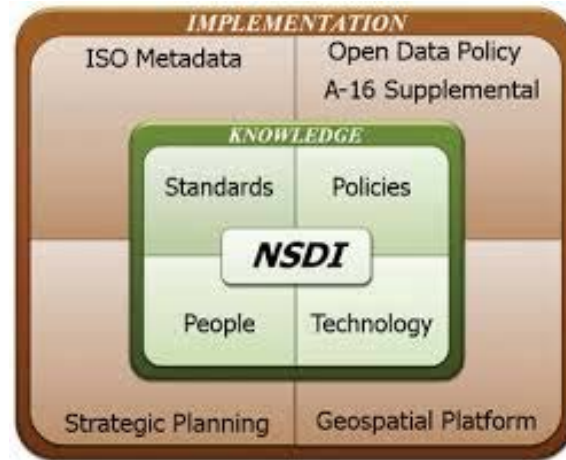 IMPLEMENTATION
ISO Metadata
Open Data Policy
A-16 Supplemental
KNOWLEDGE
Standards
Policies
NSDI
People
Technology
Strategic Planning
Geospatial Platform